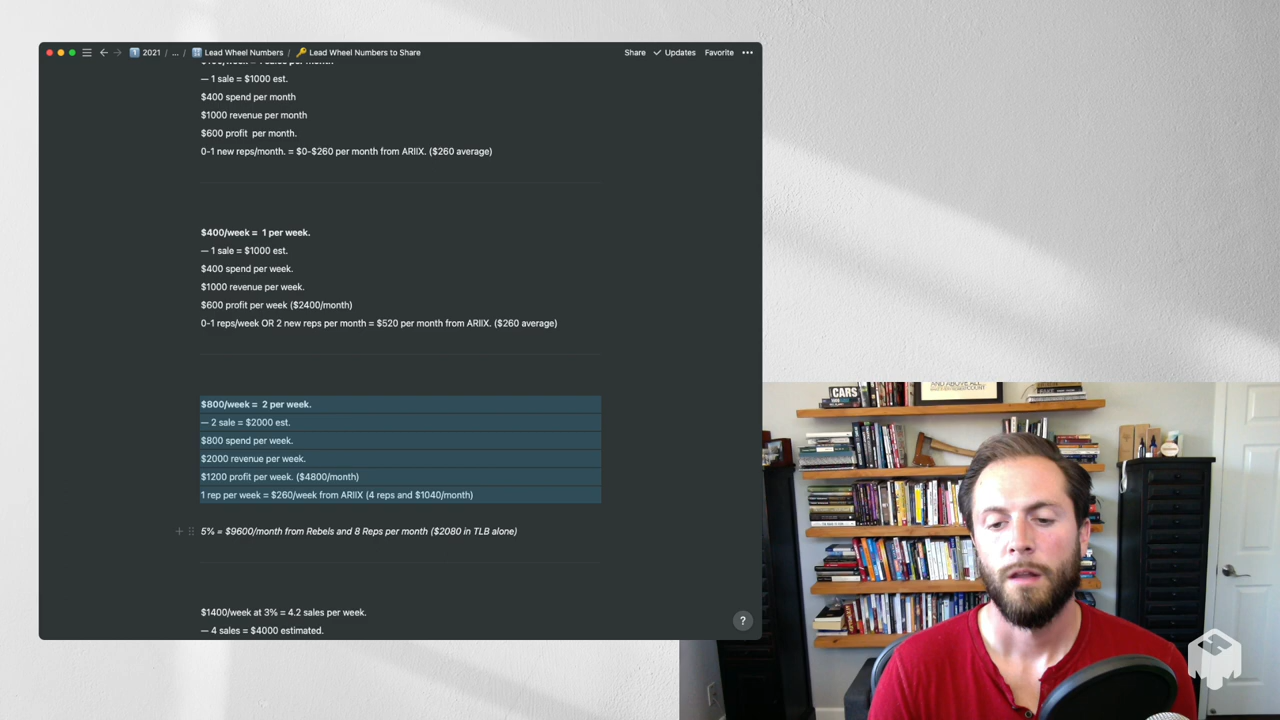 2021 / ... / Lead Wheel Numbers / Lead Wheel Numbers to Share
Share Updates Favorite
— 1 sale = $1000 est.
$400 spend per month
$1000 revenue per month
$600 profit per month.
0-1 new reps/month. = $0-$260 per month from ARIIX. ($260 average)
$400/week = 1 per week.
— 1 sale = $1000 est.
$400 spend per week.
$1000 revenue per week.
$600 profit per week ($2400/month)
0-1 reps/week OR 2 new reps per month = $520 per month from ARIIX. ($260 average)
$800/week = 2 per week.
— 2 sale = $2000 est.
$800 spend per week.
$2000 revenue per week.
$1200 profit per week. ($4800/month)
1 rep per week = $260/week from ARIIX (4 reps and $1040/month)
5% = $9600/month from Rebels and 8 Reps per month ($2080 in TLB alone)
$1400/week at 3% = 4.2 sales per week.
— 4 sales = $4000 estimated.
?
CARS
AND ABOVE ALL...